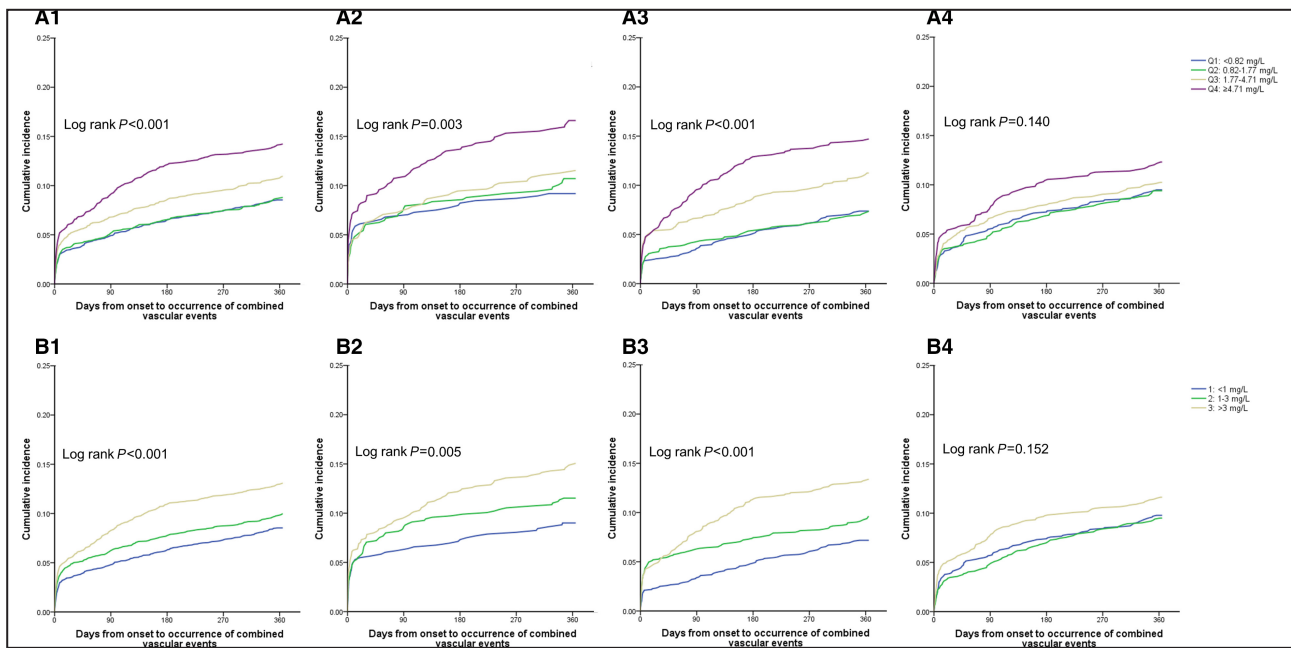 A1
A2
A3
A4
0.25
0.20
0.15
0.10
0.05
0.00
Cumulative incidence
Log rank P<0.001
0 90 180 270 360
Days from onset to occurrence of combined
vascular events
0.25
0.20
0.15
0.10
0.05
0.00
Cumulative incidence
Log rank P=0.003
0 90 180 270 360
Days from onset to occurrence of combined
vascular events
0.25
0.20
0.15
0.10
0.05
0.00
Cumulative incidence
Log rank P<0.001
0 90 180 270 360
Days from onset to occurrence of combined
vascular events
0.25
0.20
0.15
0.10
0.05
0.00
Cumulative incidence
Log rank P=0.140
0 90 180 270 360
Days from onset to occurrence of combined
vascular events
Q1: <0.82 mg/L
Q2: 0.82-1.77 mg/L
Q3: 1.77-4.71 mg/L
Q4: ≥4.71 mg/L
B1
B2
B3
B4
0.25
0.20
0.15
0.10
0.05
0.00
Cumulative incidence
Log rank P<0.001
0 90 180 270 360
Days from onset to occurrence of combined
vascular events
0.25
0.20
0.15
0.10
0.05
0.00
Cumulative incidence
Log rank P=0.005
0 90 180 270 360
Days from onset to occurrence of combined
vascular events
0.25
0.20
0.15
0.10
0.05
0.00
Cumulative incidence
Log rank P<0.001
0 90 180 270 360
Days from onset to occurrence of combined
vascular events
0.25
0.20
0.15
0.10
0.05
0.00
Cumulative incidence
Log rank P=0.152
0 90 180 270 360
Days from onset to occurrence of combined
vascular events
1: <1 mg/L
2: 1-3 mg/L
3: >3 mg/L